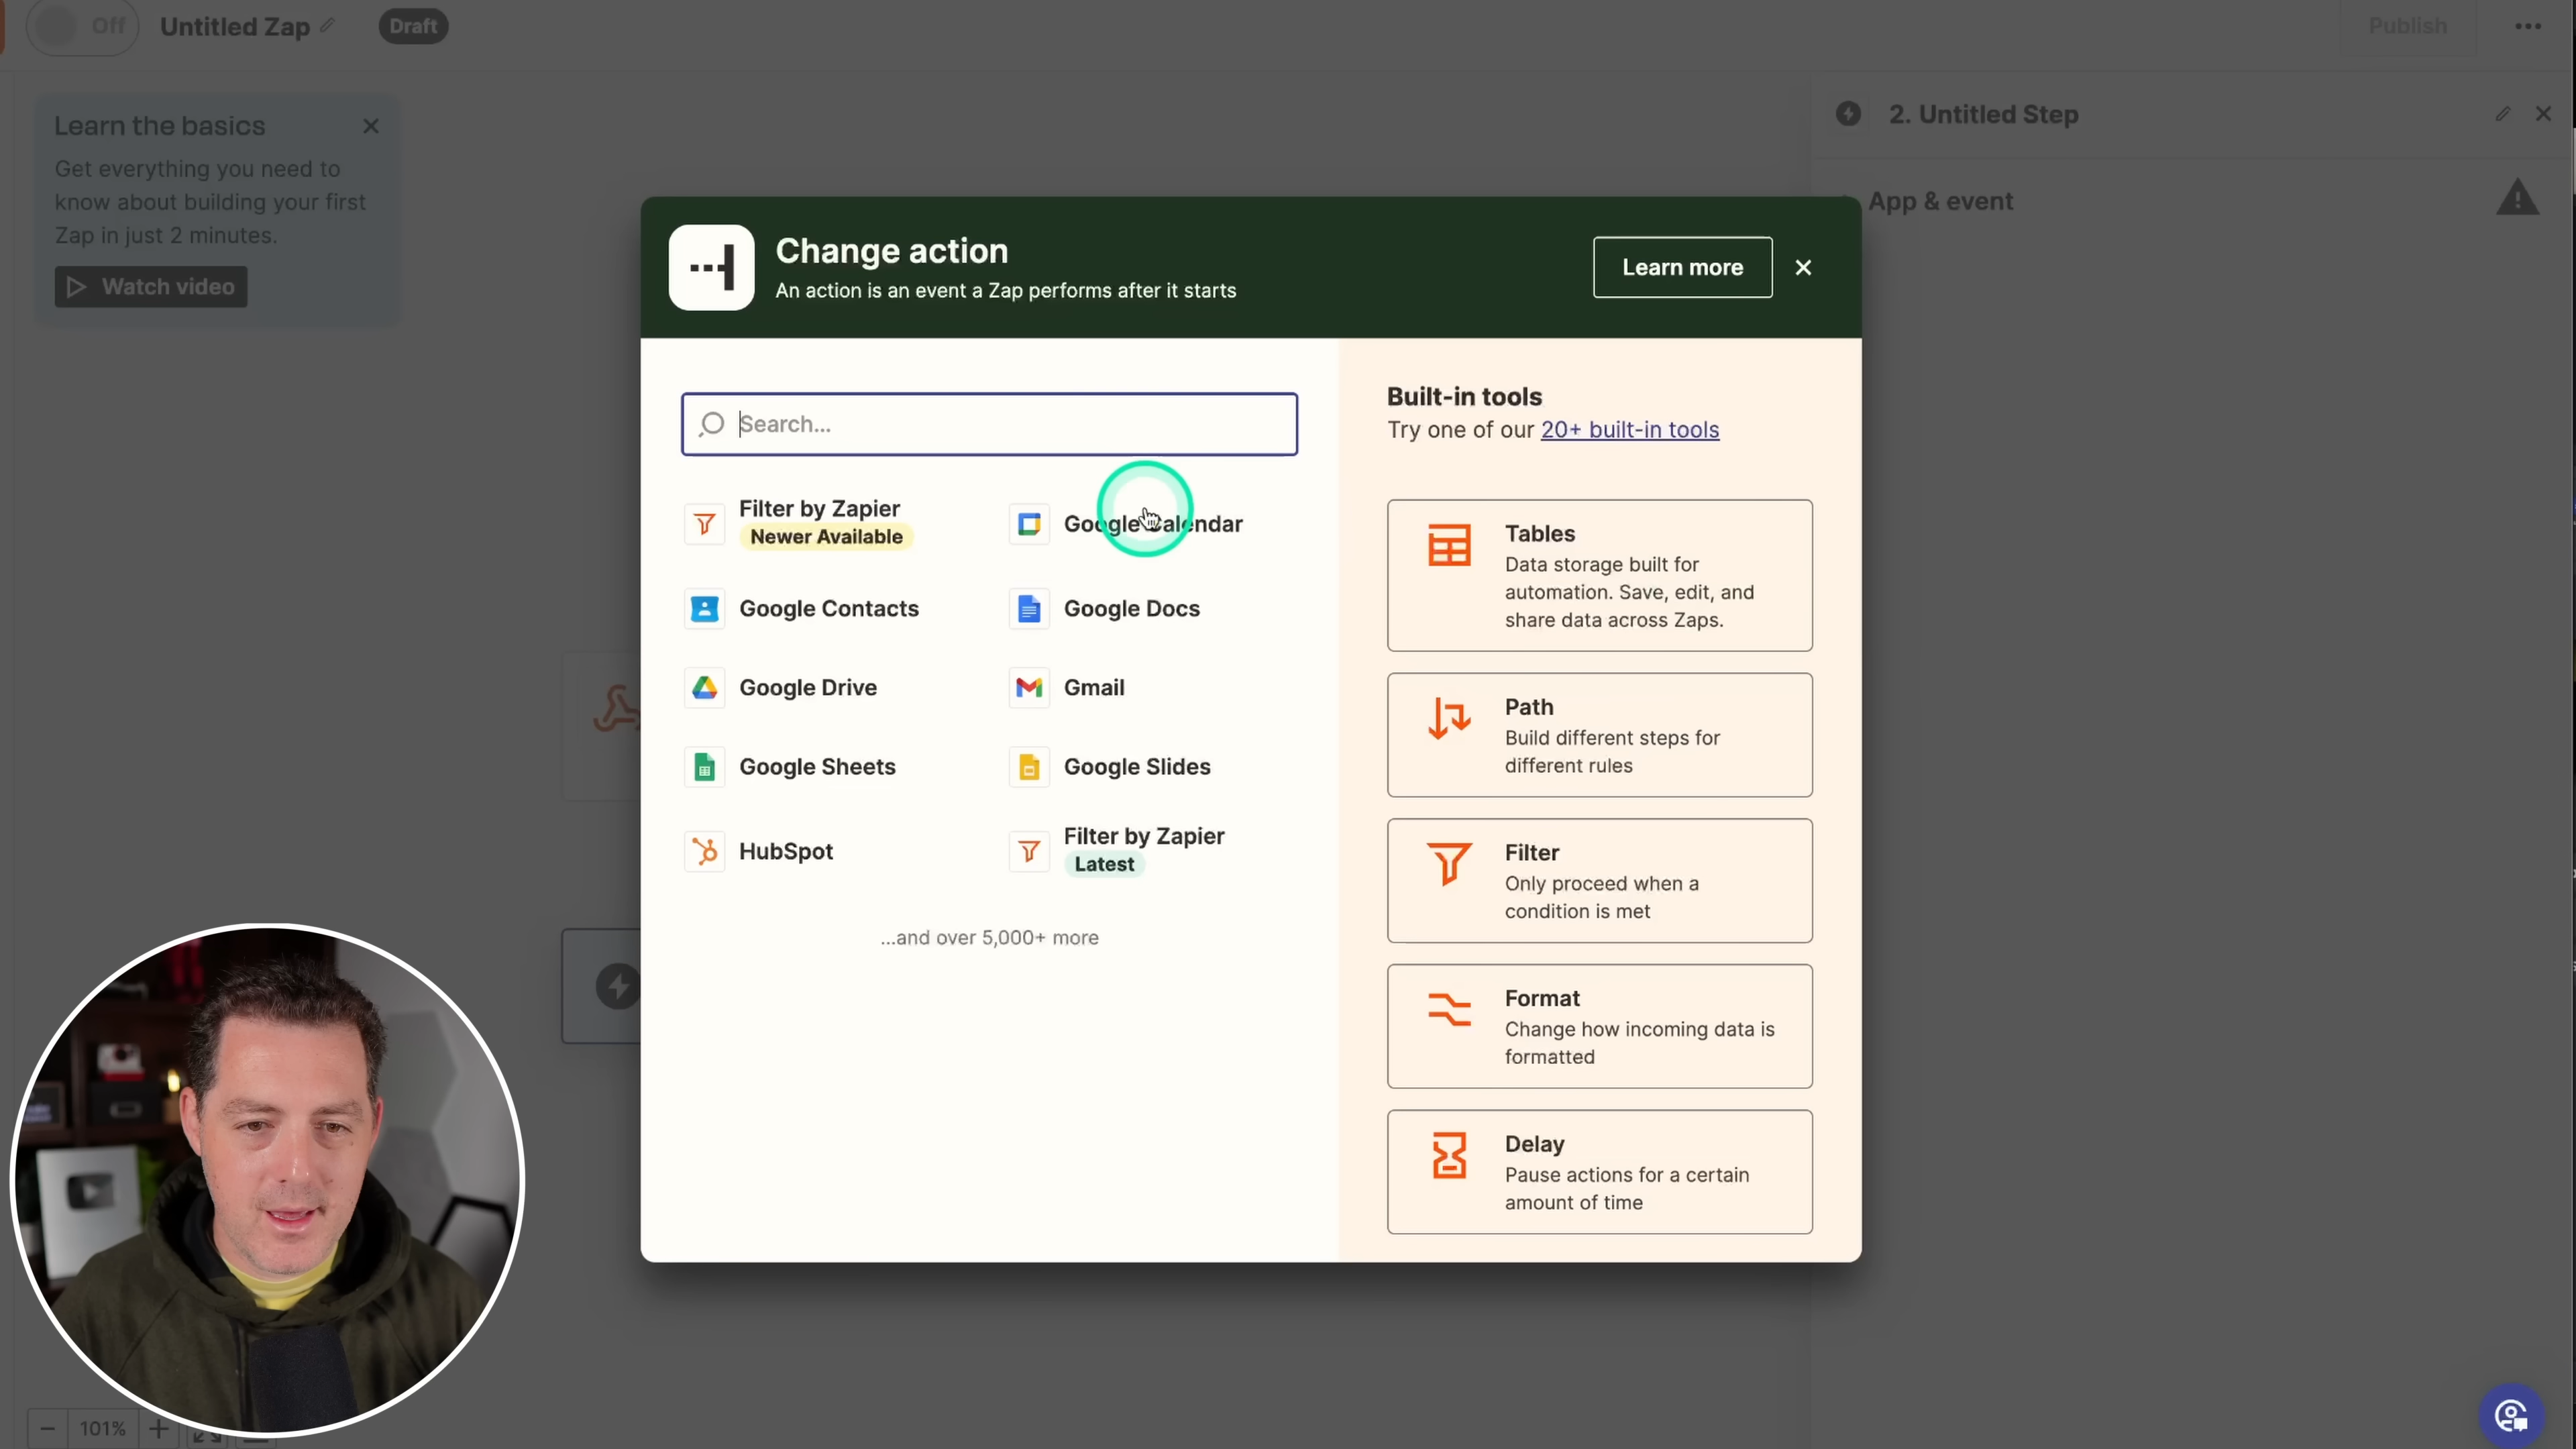 Off
Untitled Zap
Draft
Publish
Learn the basics
Get everything you need to
know about building your first
Zap in just 2 minutes.
Watch video
2. Untitled Step
App & event
Change action
An action is an event a Zap performs after it starts
Learn more
Search...
Filter by Zapier
Newer Available
Google Calendar
Google Contacts
Google Docs
Google Drive
Gmail
Google Sheets
Google Slides
HubSpot
Filter by Zapier
Latest
...and over 5,000+ more
Built-in tools
Try one of our 20+ built-in tools
Tables
Data storage built for
automation. Save, edit, and
share data across Zaps.
Path
Build different steps for
different rules
Filter
Only proceed when a
condition is met
Format
Change how incoming data is
formatted
Delay
Pause actions for a certain
amount of time
101%